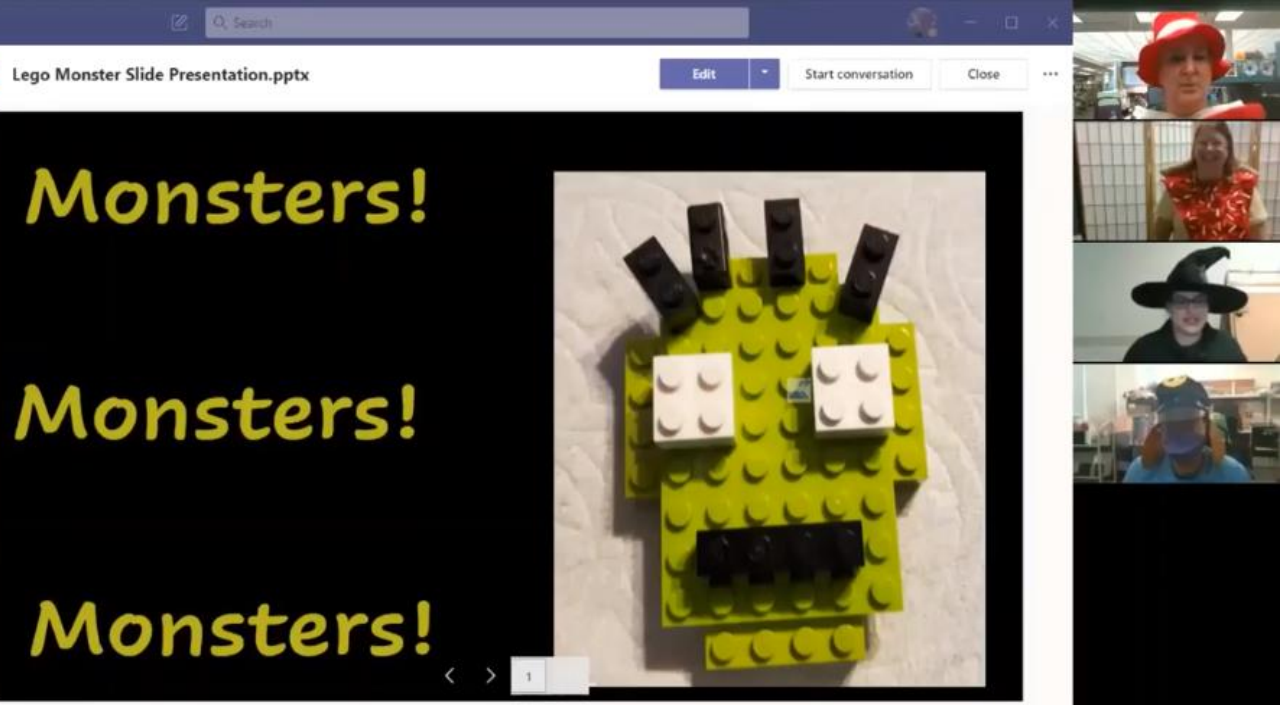 Search
Lego Monster Slide Presentation.pptx
Edit
Start conversation
Close
Monsters!
Monsters!
Monsters!
1